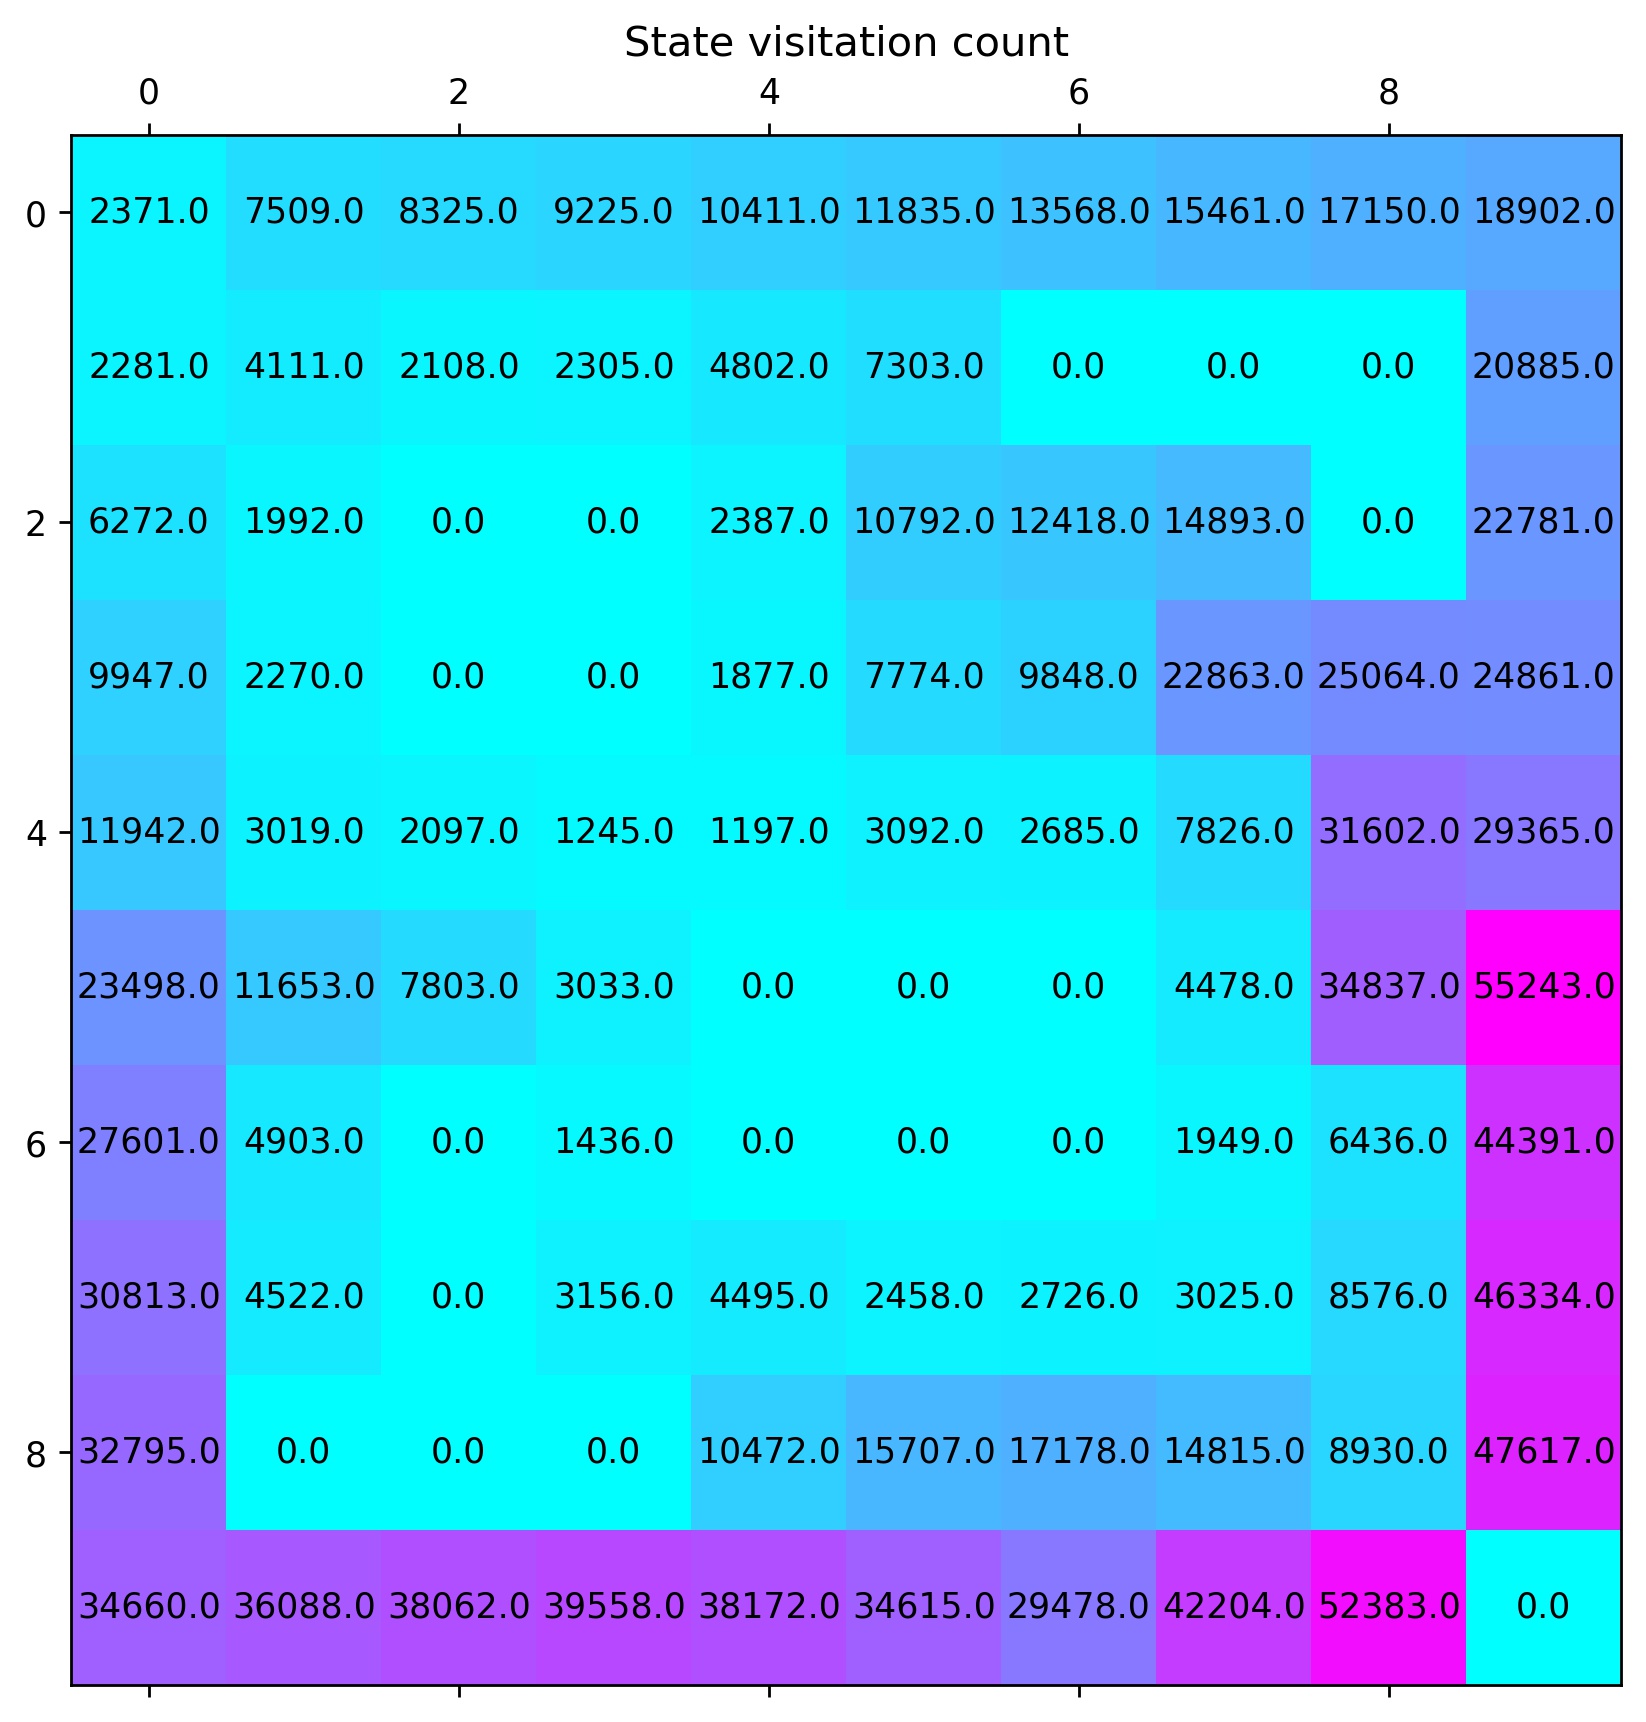 State visitation count
0 2 4 6 8
0 2371.0 7509.0 8325.0 9225.0 10411.0 11835.0 13568.0 15461.0 17150.0 18902.0
2281.0 4111.0 2108.0 2305.0 4802.0 7303.0 0.0 0.0 0.0 20885.0
2 6272.0 1992.0 0.0 0.0 2387.0 10792.0 12418.0 14893.0 0.0 22781.0
9947.0 2270.0 0.0 0.0 1877.0 7774.0 9848.0 22863.0 25064.0 24861.0
4 11942.0 3019.0 2097.0 1245.0 1197.0 3092.0 2685.0 7826.0 31602.0 29365.0
23498.0 11653.0 7803.0 3033.0 0.0 0.0 0.0 4478.0 34837.0 55243.0
6 27601.0 4903.0 0.0 1436.0 0.0 0.0 0.0 1949.0 6436.0 44391.0
30813.0 4522.0 0.0 3156.0 4495.0 2458.0 2726.0 3025.0 8576.0 46334.0
8 32795.0 0.0 0.0 0.0 10472.0 15707.0 17178.0 14815.0 8930.0 47617.0
34660.0 36088.0 38062.0 39558.0 38172.0 34615.0 29478.0 42204.0 52383.0 0.0